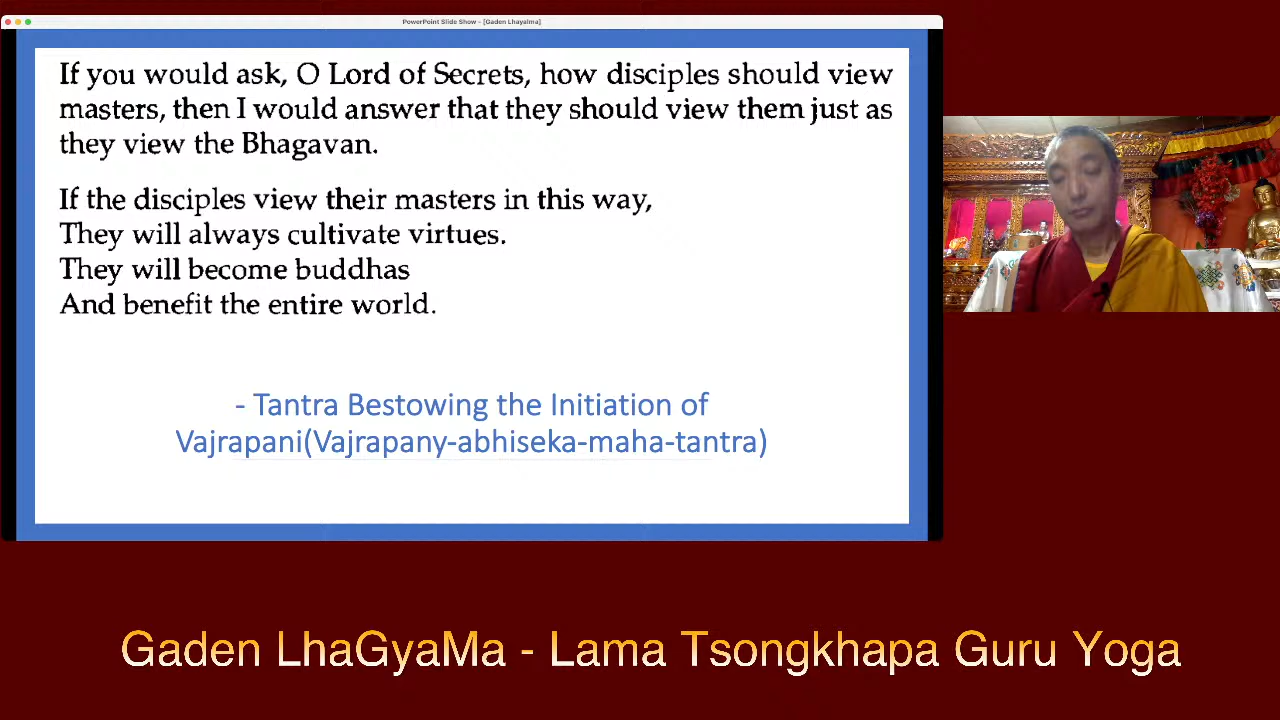 PowerPoint Slide Show - [Gaden Lhayalma]
If you would ask, O Lord of Secrets, how disciples should view
masters, then I would answer that they should view them just as
they view the Bhagavan.
If the disciples view their masters in this way,
They will always cultivate virtues.
They will become buddhas
And benefit the entire world.
- Tantra Bestowing the Initiation of
Vajrapani(Vajrapany-abhiseka-maha-tantra)
Gaden LhaGyaMa - Lama Tsongkhapa Guru Yoga